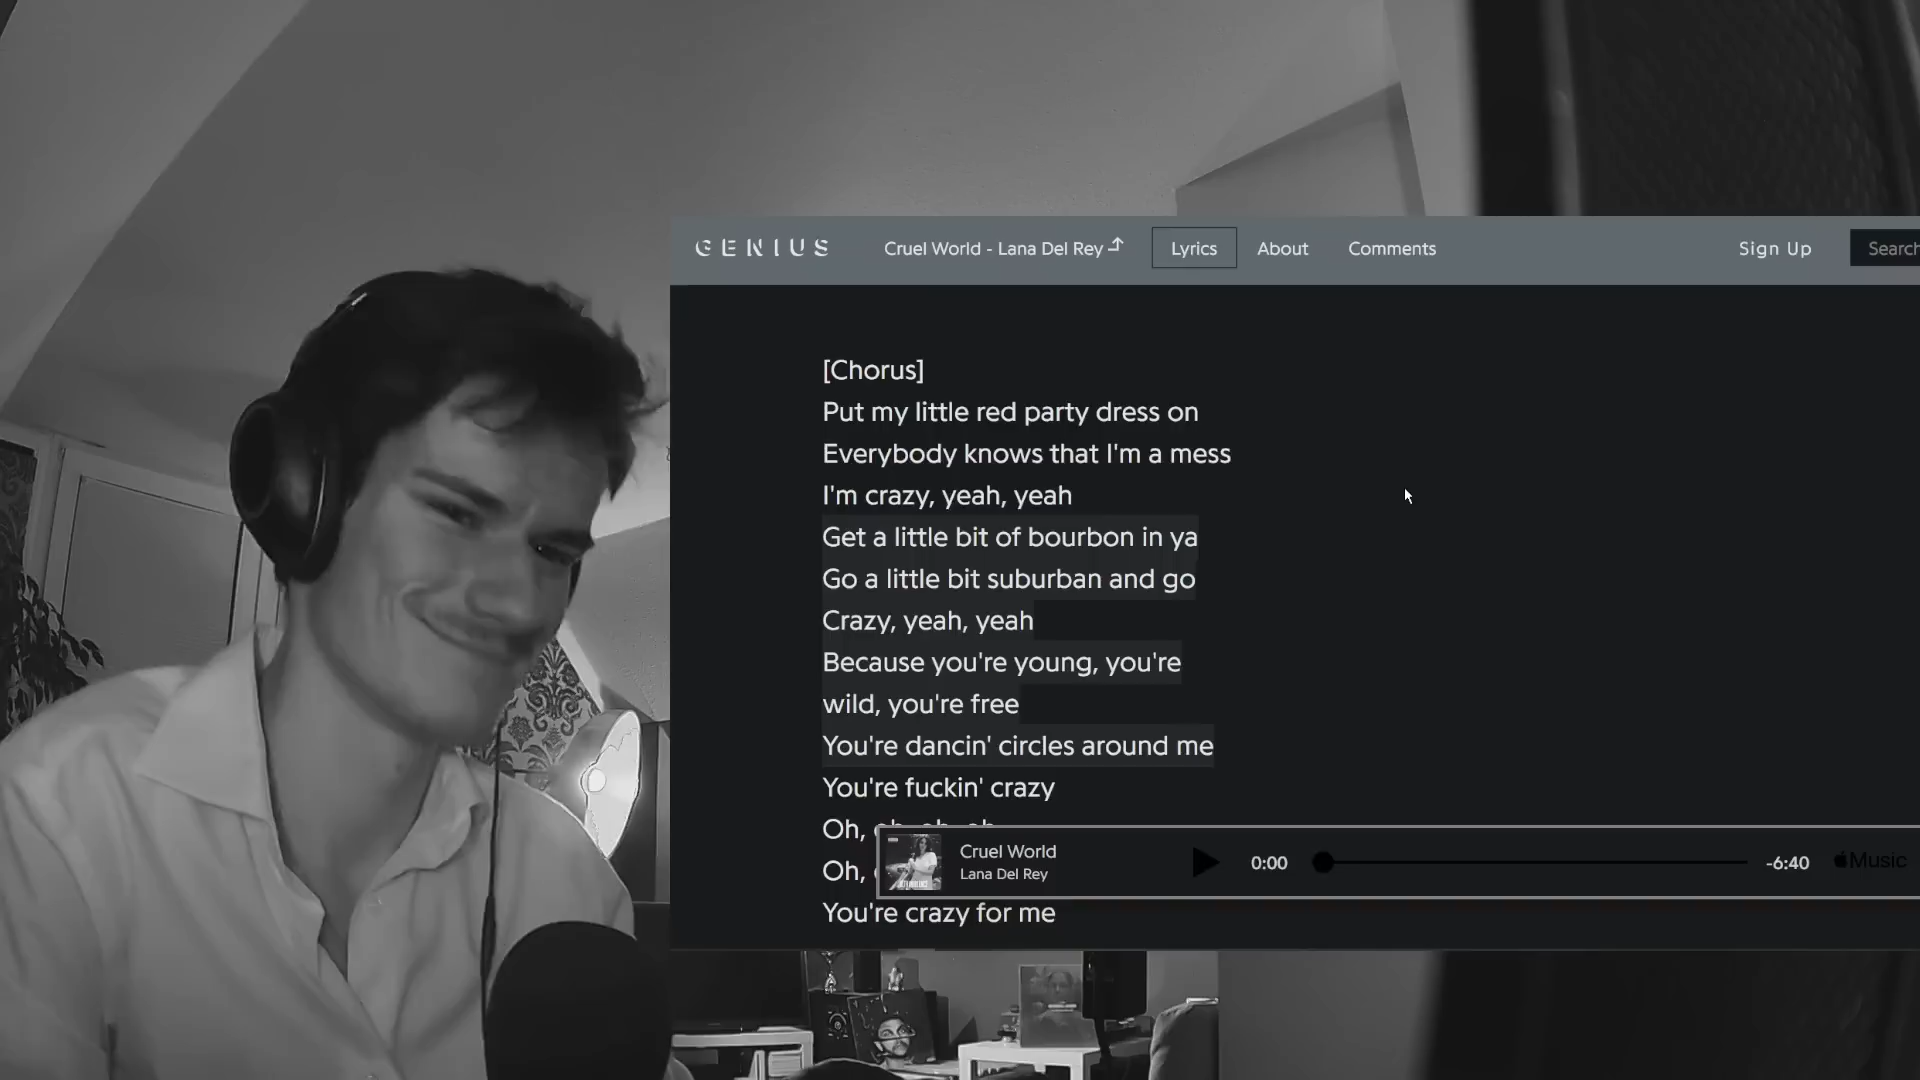 GENIUS
Cruel World - Lana Del Rey
Lyrics
About
Comments
Sign Up
Search
[Chorus]
Put my little red party dress on
Everybody knows that I'm a mess
I'm crazy, yeah, yeah
Get a little bit of bourbon in ya
Go a little bit suburban and go
Crazy, yeah, yeah
Because you're young, you're
wild, you're free
You're dancin' circles around me
You're fuckin' crazy
Oh, oh, oh, oh
Oh,
Cruel World
Lana Del Rey
0:00
-6:40
Music
You're crazy for me